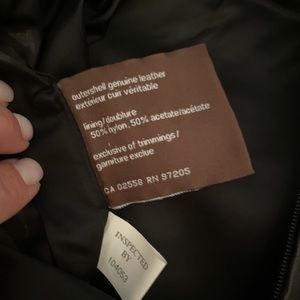 outershell genuine leather
extérieur cuir véritable
lining/doublure
50% nylon, 50% acetate/acétate
exclusive of trimmings/
garniture exclue
CA 02558 RN 97205
INSPECTED
BY
104053